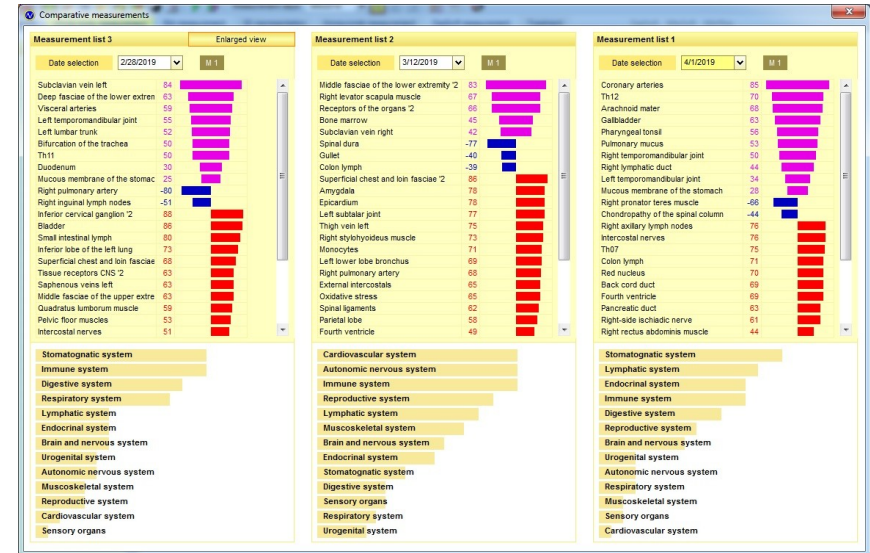 Comparative measurements
Measurement list 3 Enlarged view
Date selection 2/28/2019 M 1
Subclavian vein left 84
Deep fasciae of the lower extren 63
Visceral arteries 59
Left temporomandibular joint 55
Left lumbar trunk 52
Bifurcation of the trachea 50
Th11 50
Duodenum 30
Mucous membrane of the stomac 25
Right pulmonary artery -80
Right inguinal lymph nodes -51
Inferior cervical ganglion '2 88
Bladder 86
Small intestinal lymph 80
Inferior lobe of the left lung 73
Superficial chest and loin fasciae 68
Tissue receptors CNS '2 63
Saphenous veins left 63
Middle fasciae of the upper extre 63
Quadratus lumborum muscle 59
Pelvic floor muscles 53
Intercostal nerves 51
Stomatognatic system
Immune system
Digestive system
Respiratory system
Lymphatic system
Endocrinal system
Brain and nervous system
Urogenital system
Autonomic nervous system
Muscoskeletal system
Reproductive system
Cardiovascular system
Sensory organs
Measurement list 2
Date selection 3/12/2019 M 1
Middle fasciae of the lower extremity '2 83
Right levator scapula muscle 67
Receptors of the organs '2 66
Bone marrow 45
Subclavian vein right 42
Spinal dura -77
Gullet -40
Colon lymph -39
Superficial chest and loin fasciae '2 86
Amygdala 78
Epicardium 78
Left subtalar joint 77
Thigh vein left 75
Right stylohyoideus muscle 73
Monocytes 71
Left lower lobe bronchus 69
Right pulmonary artery 68
External intercostals 65
Oxidative stress 65
Spinal ligaments 62
Parietal lobe 58
Fourth ventricle 49
Cardiovascular system
Autonomic nervous system
Immune system
Reproductive system
Lymphatic system
Muscoskeletal system
Brain and nervous system
Endocrinal system
Stomatognatic system
Digestive system
Sensory organs
Respiratory system
Urogenital system
Measurement list 1
Date selection 4/1/2019 M 1
Coronary arteries 85
Th12 70
Arachnoid mater 68
Gallbladder 63
Pharyngeal tonsil 56
Pulmonary mucus 53
Right temporomandibular joint 50
Right lymphatic duct 44
Left temporomandibular joint 34
Mucous membrane of the stomach 28
Right pronator teres muscle -66
Chondropathy of the spinal column -44
Right axillary lymph nodes 76
Intercostal nerves 76
Th07 75
Colon lymph 71
Red nucleus 70
Back cord duct 69
Fourth ventricle 69
Pancreatic duct 63
Right-side ischiadic nerve 61
Right rectus abdominis muscle 44
Stomatognatic system
Lymphatic system
Endocrinal system
Immune system
Digestive system
Reproductive system
Brain and nervous system
Urogenital system
Autonomic nervous system
Respiratory system
Muscoskeletal system
Sensory organs
Cardiovascular system